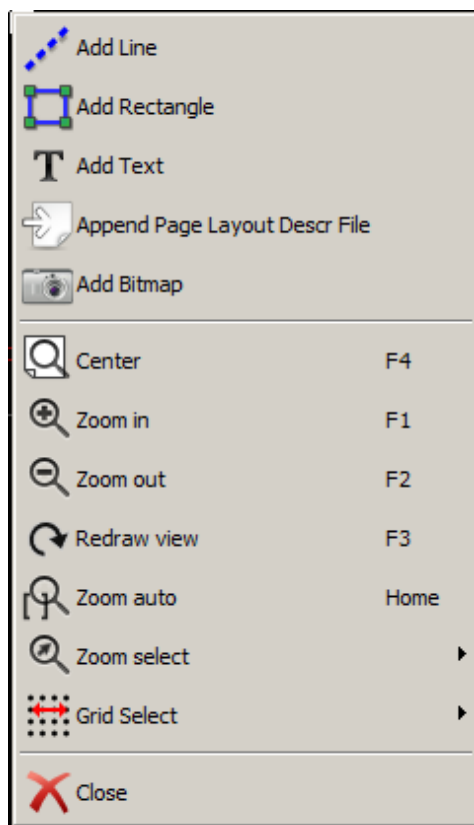 Add Line
Add Rectangle
Add Text
Append Page Layout Descr File
Add Bitmap
Center F4
Zoom in F1
Zoom out F2
Redraw view F3
Zoom auto Home
Zoom select
Grid Select
Close